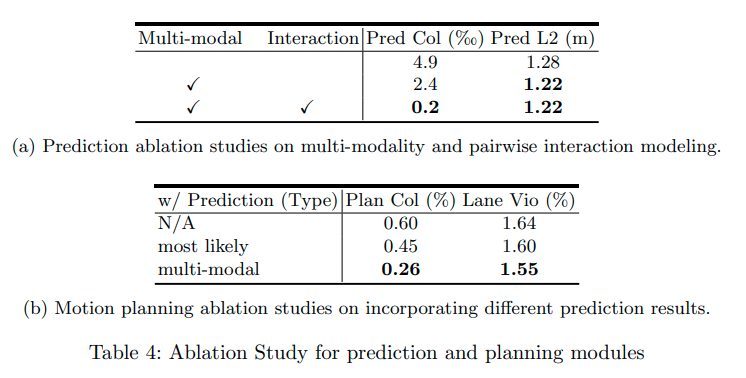 Multi-modal Interaction Pred Col (‰) Pred L2 (m)
4.9 1.28
✓ 2.4 1.22
✓ ✓ 0.2 1.22
(a) Prediction ablation studies on multi-modality and pairwise interaction modeling.
w/ Prediction (Type) Plan Col (%) Lane Vio (%)
N/A 0.60 1.64
most likely 0.45 1.60
multi-modal 0.26 1.55
(b) Motion planning ablation studies on incorporating different prediction results.
Table 4: Ablation Study for prediction and planning modules